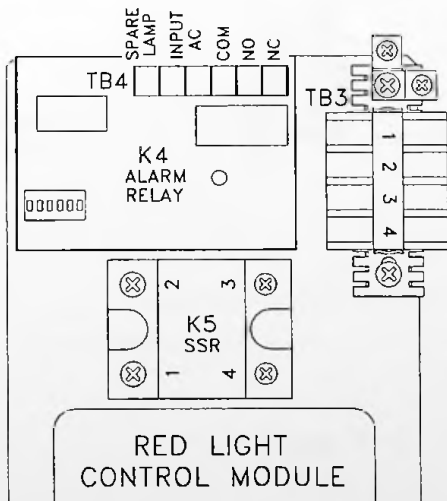 SPARE
LAMP
INPUT
AC
COM
NO
NC
TB4
TB3
K4
ALARM
RELAY
1
2
3
4
2
3
K5
SSR
1
4
RED LIGHT
CONTROL MODULE